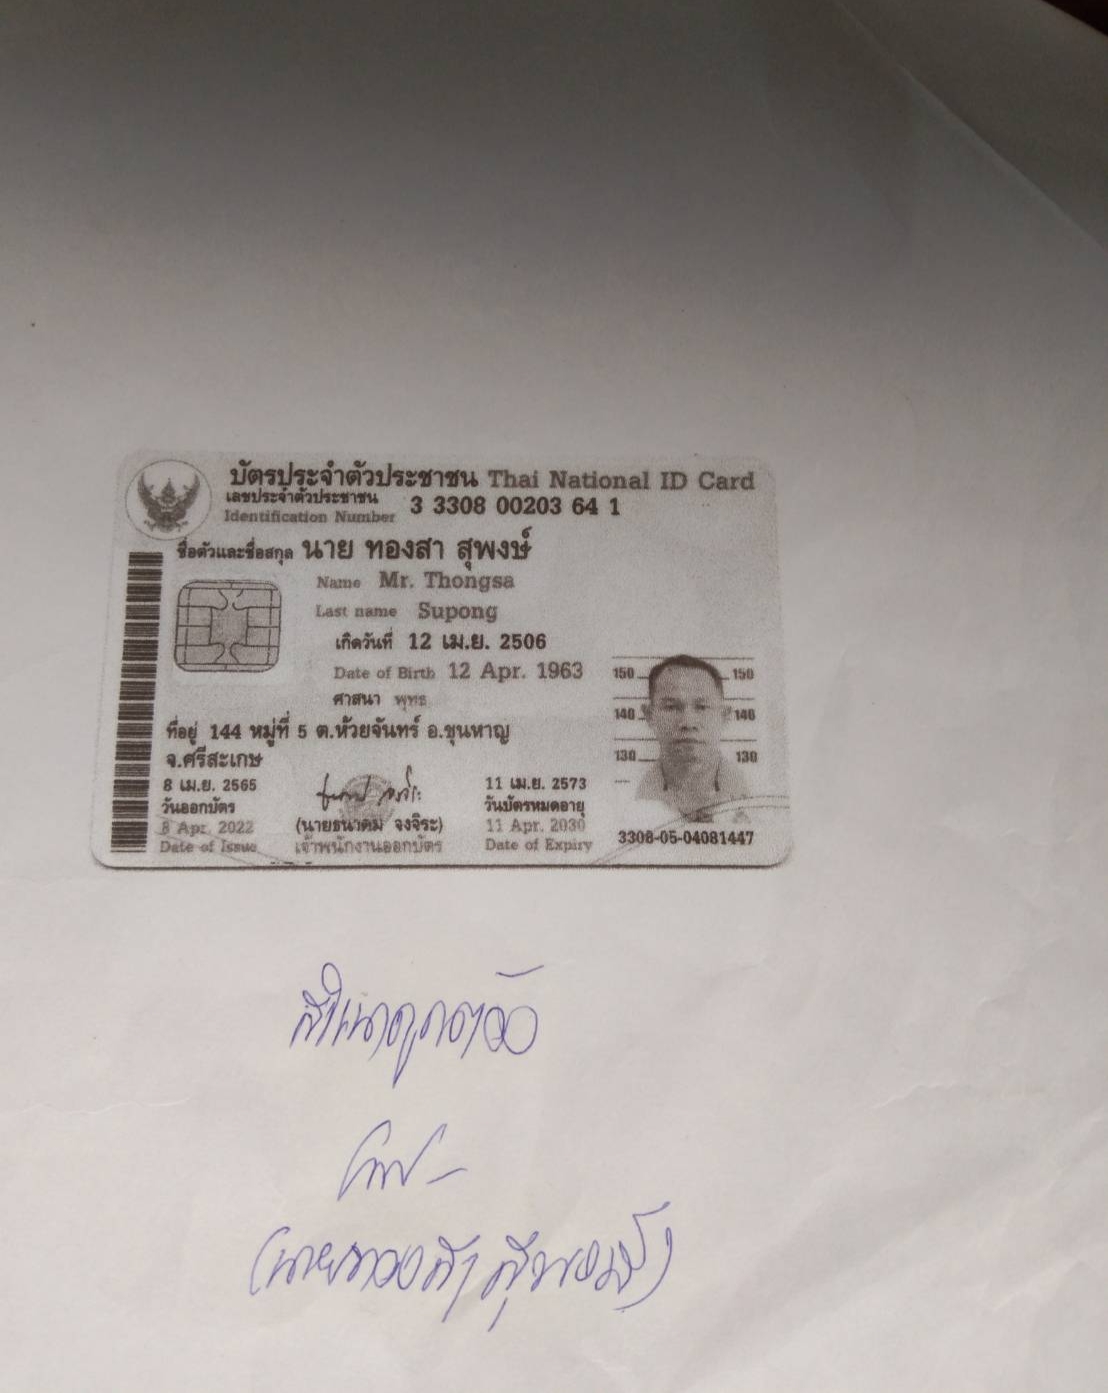 บัตรประจำตัวประชาชน Thai National ID Card
เลขประจำตัวประชาชน
Identification Number 3 3308 00203 64 1
ชื่อตัวและชื่อสกุล นาย ทองสา สุพงษ์
Name Mr. Thongsa
Last name Supong
เกิดวันที่ 12 เม.ย. 2506
Date of Birth 12 Apr. 1963
ศาสนา พุทธ
ที่อยู่ 144 หมู่ที่ 5 ต.ห้วยจันทร์ อ.ขุนหาญ
จ.ศรีสะเกษ
8 เม.ย. 2565
วันออกบัตร
8 Apr. 2022
Date of Issue
(นายธนาคม จงจิระ)
เจ้าพนักงานออกบัตร
11 เม.ย. 2573
วันบัตรหมดอายุ
11 Apr. 2030
Date of Expiry
150 150
140 140
130 130
3308-05-04081447
สำเนาถูกต้อง
(นายทองสา สุพงษ์)